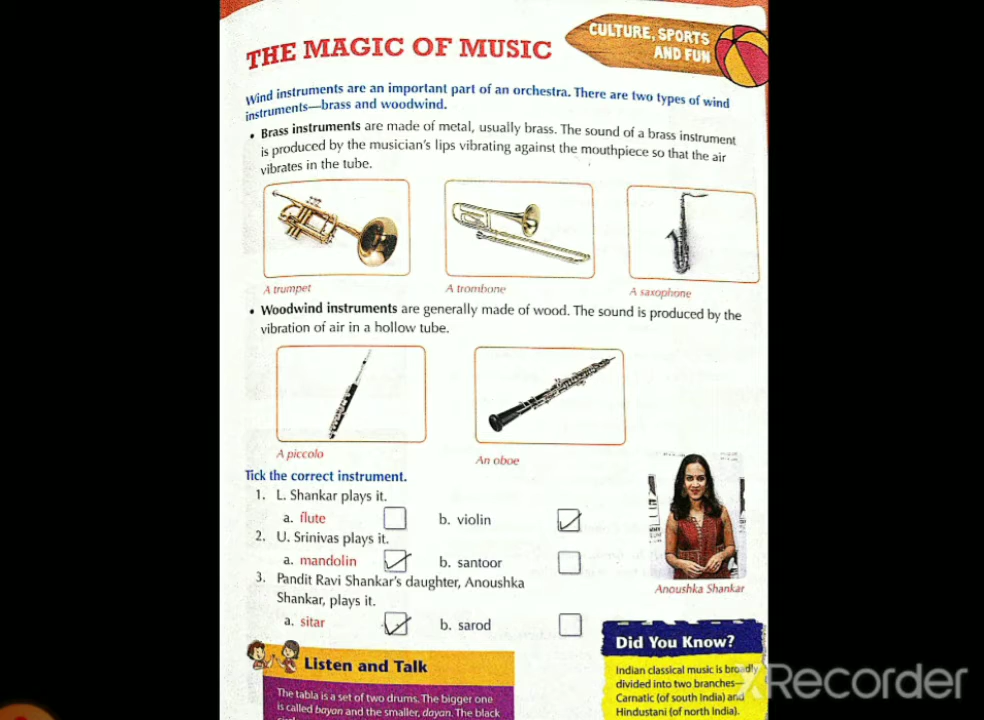 THE MAGIC OF MUSIC
CULTURE, SPORTS
AND FUN
Wind instruments are an important part of an orchestra. There are two types of wind
instruments—brass and woodwind.
• Brass instruments are made of metal, usually brass. The sound of a brass instrument
is produced by the musician's lips vibrating against the mouthpiece so that the air
vibrates in the tube.
A trumpet
A trombone
A saxophone
• Woodwind instruments are generally made of wood. The sound is produced by the
vibration of air in a hollow tube.
A piccolo
An oboe
Tick the correct instrument.
1. L. Shankar plays it.
a. flute b. violin
2. U. Srinivas plays it.
a. mandolin b. santoor
3. Pandit Ravi Shankar's daughter, Anoushka
Shankar, plays it.
a. sitar b. sarod
Anoushka Shankar
Listen and Talk
The tabla is a set of two drums. The bigger one
is called bayan and the smaller, dayan. The black
Did You Know?
Indian classical music is broadly
divided into two branches—
Carnatic (of south India) and
Hindustani (of north India).
Recorder